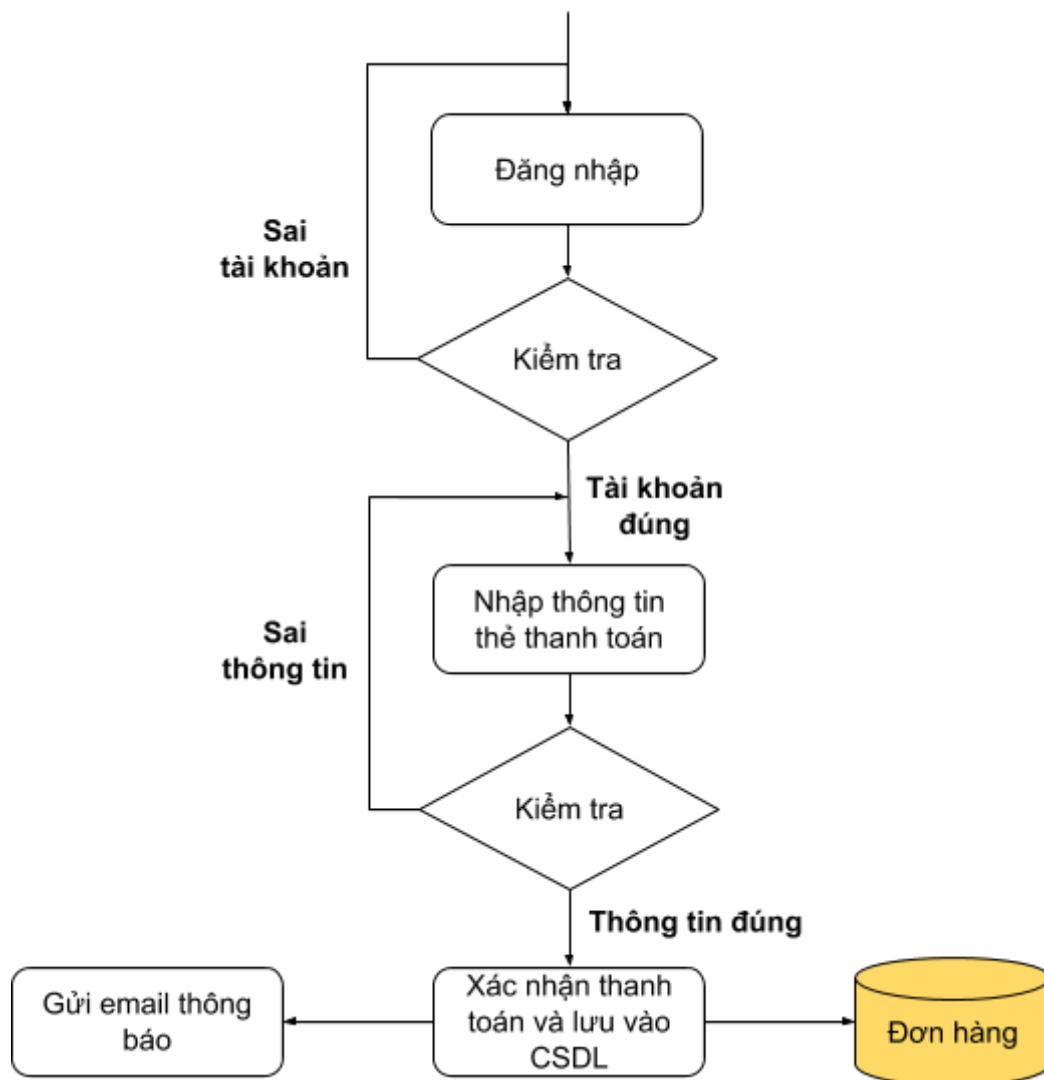 Đăng nhập
Sai
tài khoản
Kiểm tra
Tài khoản
đúng
Nhập thông tin
thẻ thanh toán
Sai
thông tin
Kiểm tra
Thông tin đúng
Gửi email thông
báo
Xác nhận thanh
toán và lưu vào
CSDL
Đơn hàng